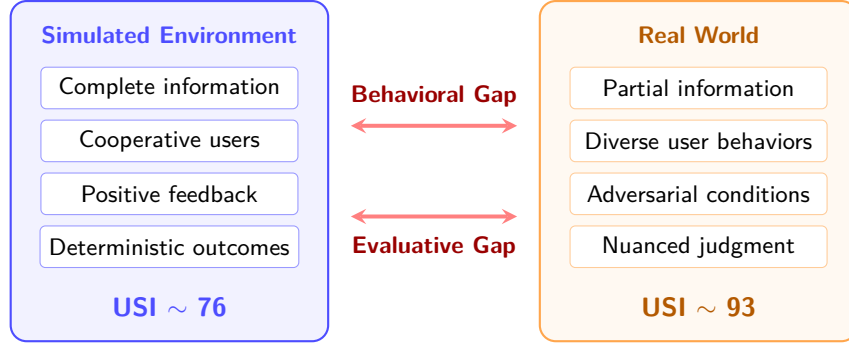 Simulated Environment
Complete information
Cooperative users
Positive feedback
Deterministic outcomes
USI ∼ 76
Behavioral Gap
Evaluative Gap
Real World
Partial information
Diverse user behaviors
Adversarial conditions
Nuanced judgment
USI ∼ 93